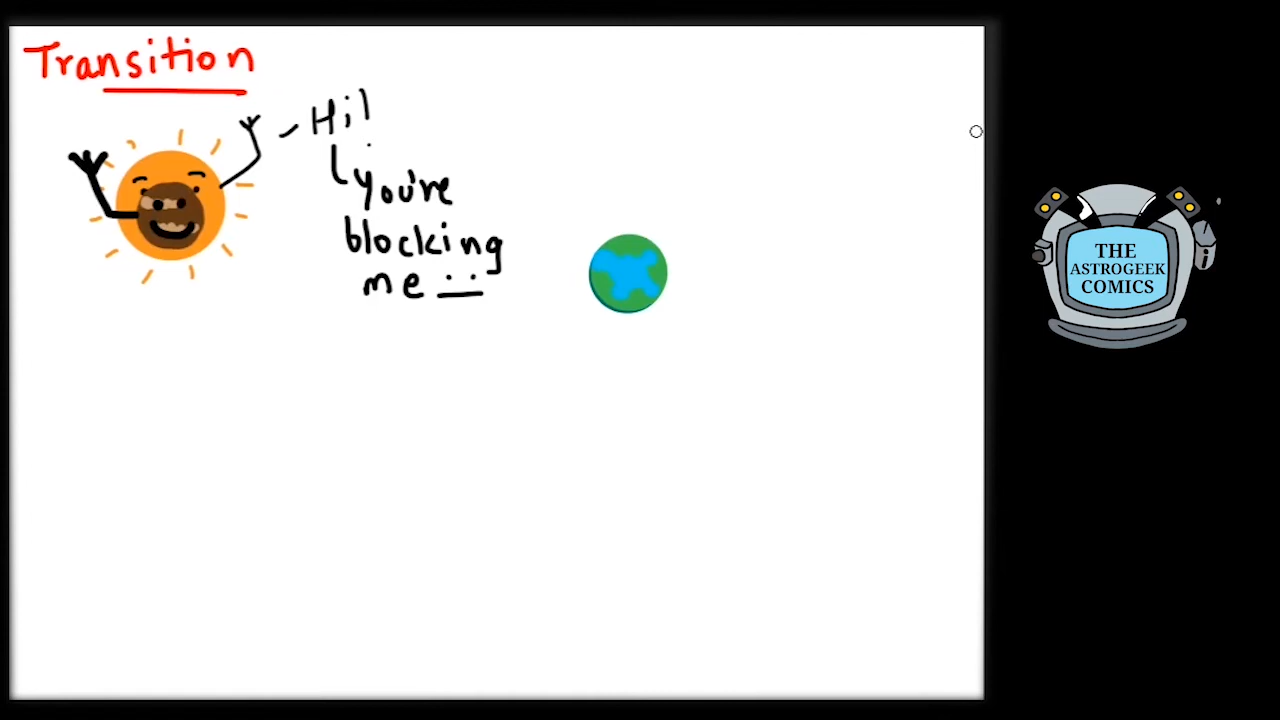 Transition
- Hi!
You're
blocking
me
THE
ASTROGEEK
COMICS